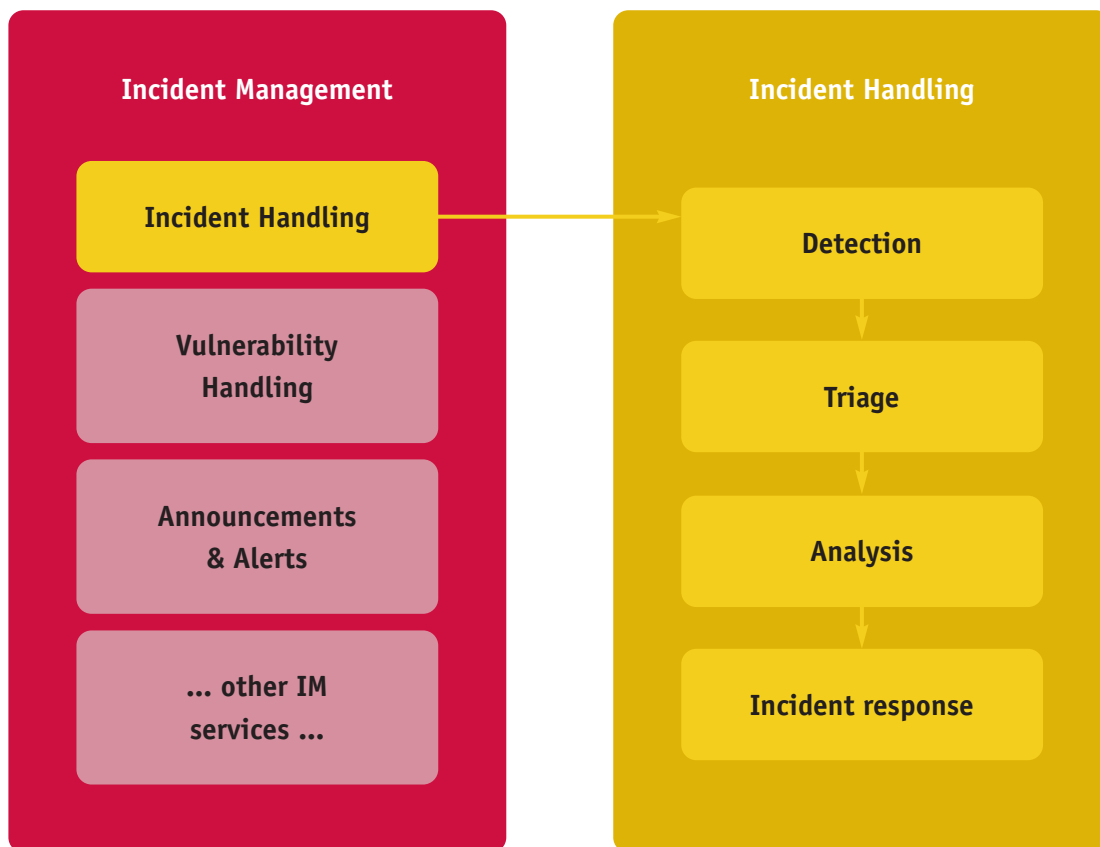 Incident Management
Incident Handling
Vulnerability
Handling
Announcements
& Alerts
... other IM
services ...
Incident Handling
Detection
Triage
Analysis
Incident response